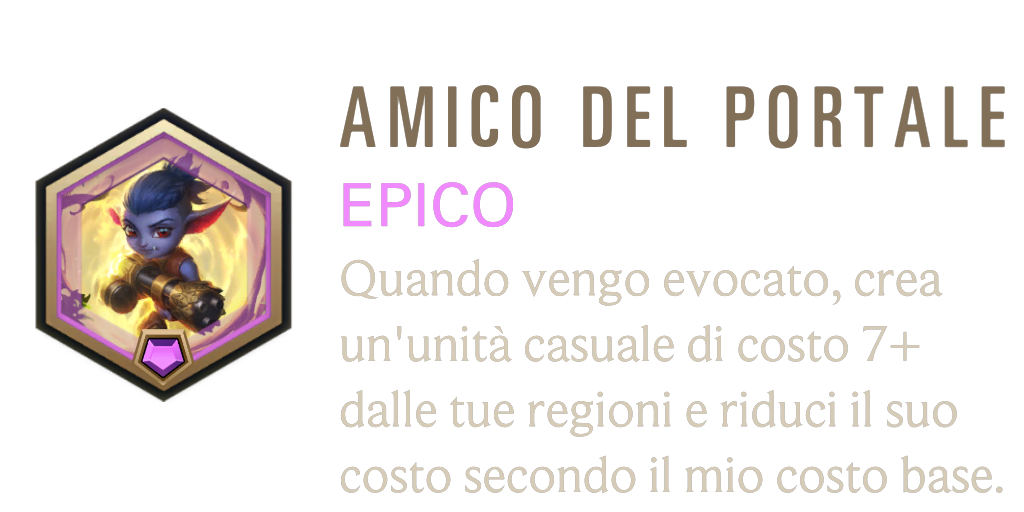 AMICO DEL PORTALE
EPICO
Quando vengo evocato, crea
un'unità casuale di costo 7+
dalle tue regioni e riduci il suo
costo secondo il mio costo base.